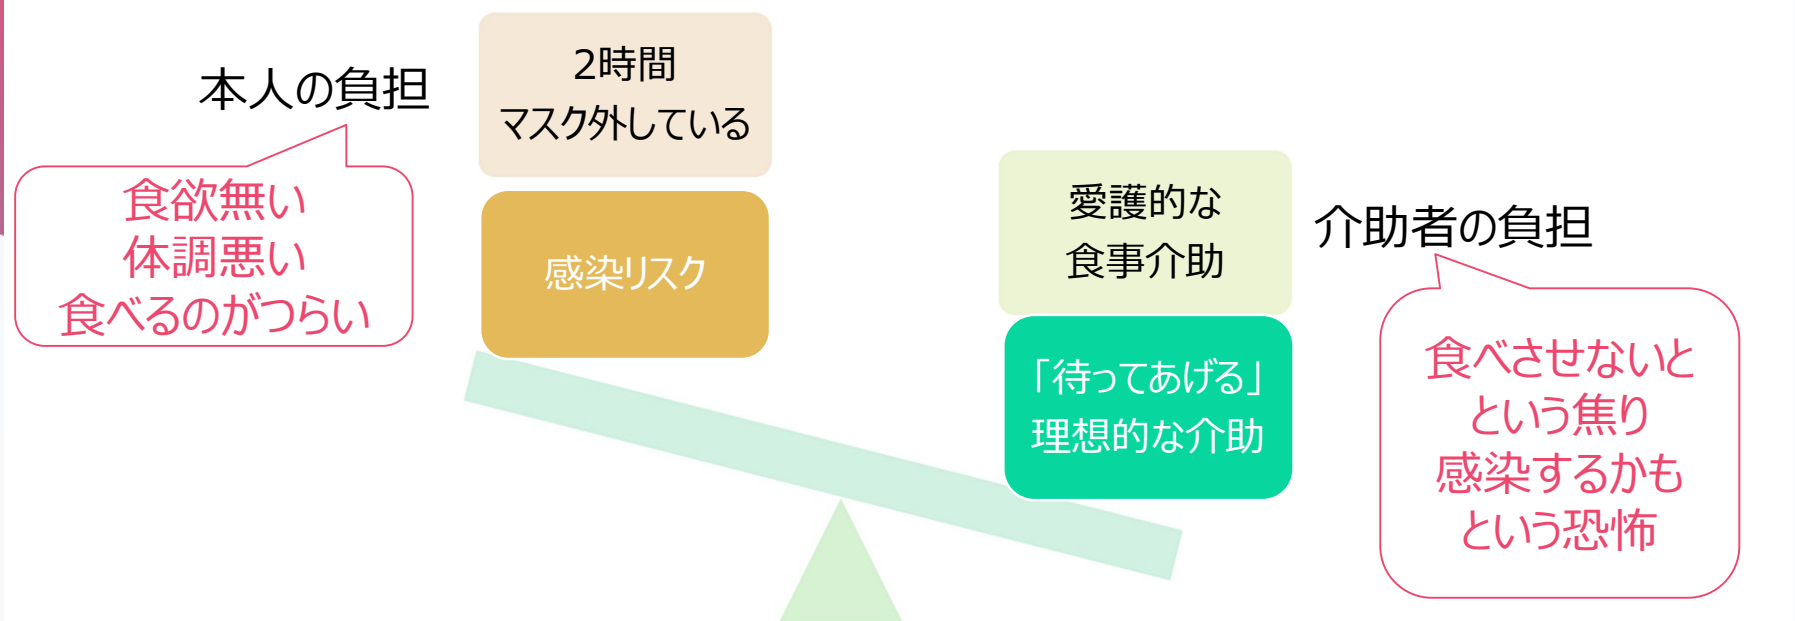 本人の負担
食欲無い
体調悪い
食べるのがつらい
2時間
マスク外している
感染リスク
愛護的な
食事介助
「待ってあげる」
理想的な介助
介助者の負担
食べさせないと
という焦り
感染するかも
という恐怖